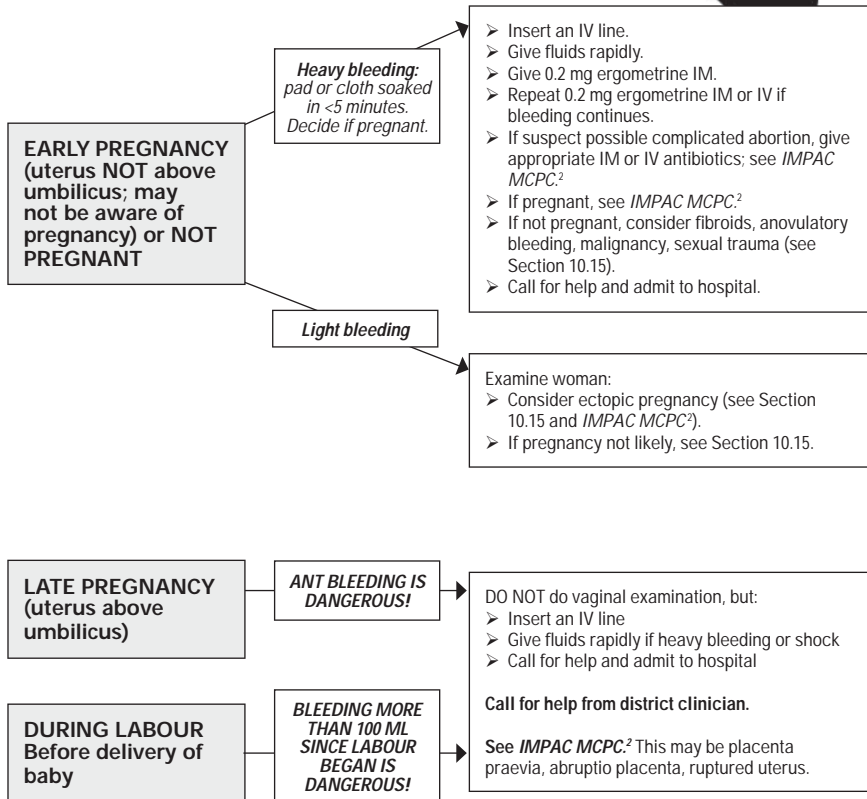 EARLY PREGNANCY
(uterus NOT above
umbilicus; may
not be aware of
pregnancy) or NOT
PREGNANT
Heavy bleeding:
pad or cloth soaked
in <5 minutes.
Decide if pregnant.
➢ Insert an IV line.
➢ Give fluids rapidly.
➢ Give 0.2 mg ergometrine IM.
➢ Repeat 0.2 mg ergometrine IM or IV if
bleeding continues.
➢ If suspect possible complicated abortion, give
appropriate IM or IV antibiotics; see IMPAC
MCPC.²
➢ If pregnant, see IMPAC MCPC.²
➢ If not pregnant, consider fibroids, anovulatory
bleeding, malignancy, sexual trauma (see
Section 10.15).
➢ Call for help and admit to hospital.
Light bleeding
Examine woman:
➢ Consider ectopic pregnancy (see Section
10.15 and IMPAC MCPC²).
➢ If pregnancy not likely, see Section 10.15.
LATE PREGNANCY
(uterus above
umbilicus)
ANT BLEEDING IS
DANGEROUS!
DURING LABOUR
Before delivery of
baby
BLEEDING MORE
THAN 100 ML
SINCE LABOUR
BEGAN IS
DANGEROUS!
DO NOT do vaginal examination, but:
➢ Insert an IV line
➢ Give fluids rapidly if heavy bleeding or shock
➢ Call for help and admit to hospital
Call for help from district clinician.
See IMPAC MCPC.² This may be placenta
praevia, abruptio placenta, ruptured uterus.